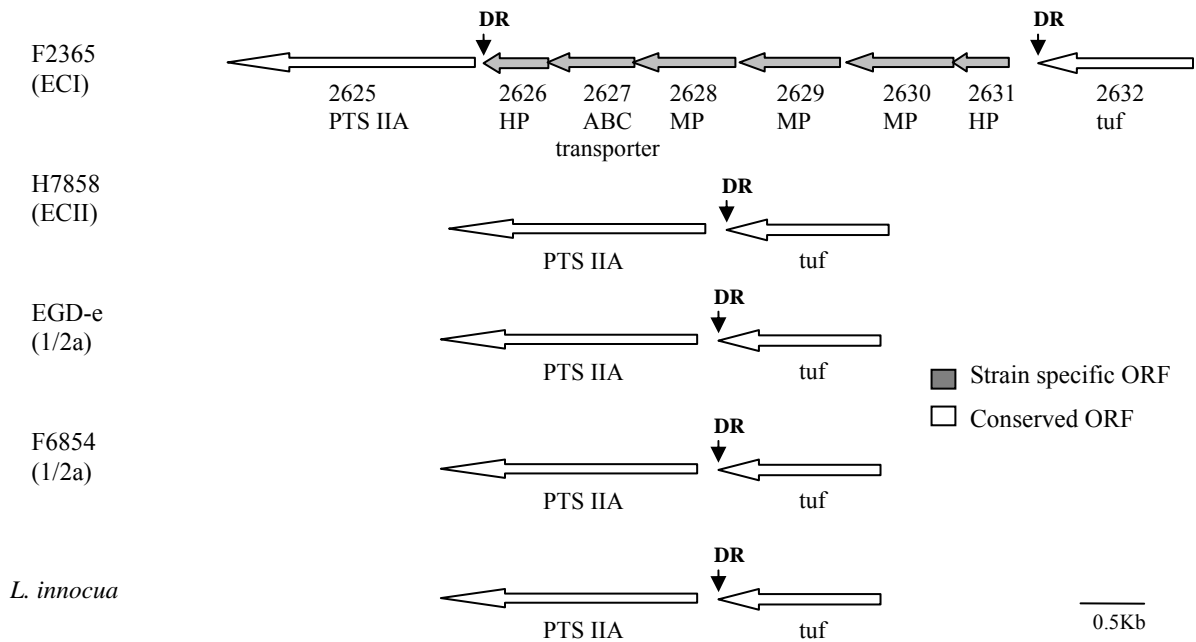 DR DR
F2365
(ECI)
2625 2626 2627 2628 2629 2630 2631 2632
PTS IIA HP ABC MP MP MP HP tuf
transporter
H7858
(ECII)
DR
PTS IIA tuf
EGD-e
(1/2a)
DR
PTS IIA tuf
Strain specific ORF
Conserved ORF
F6854
(1/2a)
DR
PTS IIA tuf
L. innocua
DR
PTS IIA tuf
0.5Kb